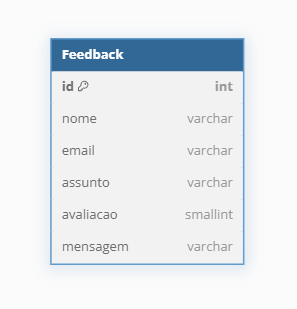 Feedback
id int
nome varchar
email varchar
assunto varchar
avaliacao smallint
mensagem varchar